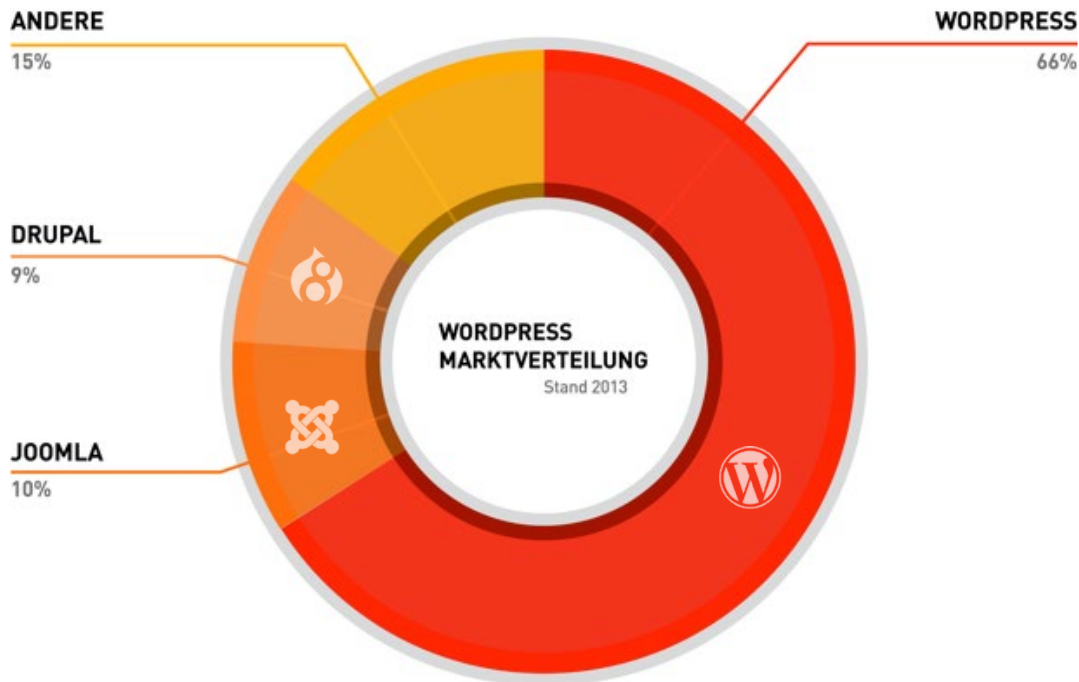 ANDERE
15%
WORDPRESS
66%
DRUPAL
9%
WORDPRESS
MARKTVERTEILUNG
Stand 2013
JOOMLA
10%